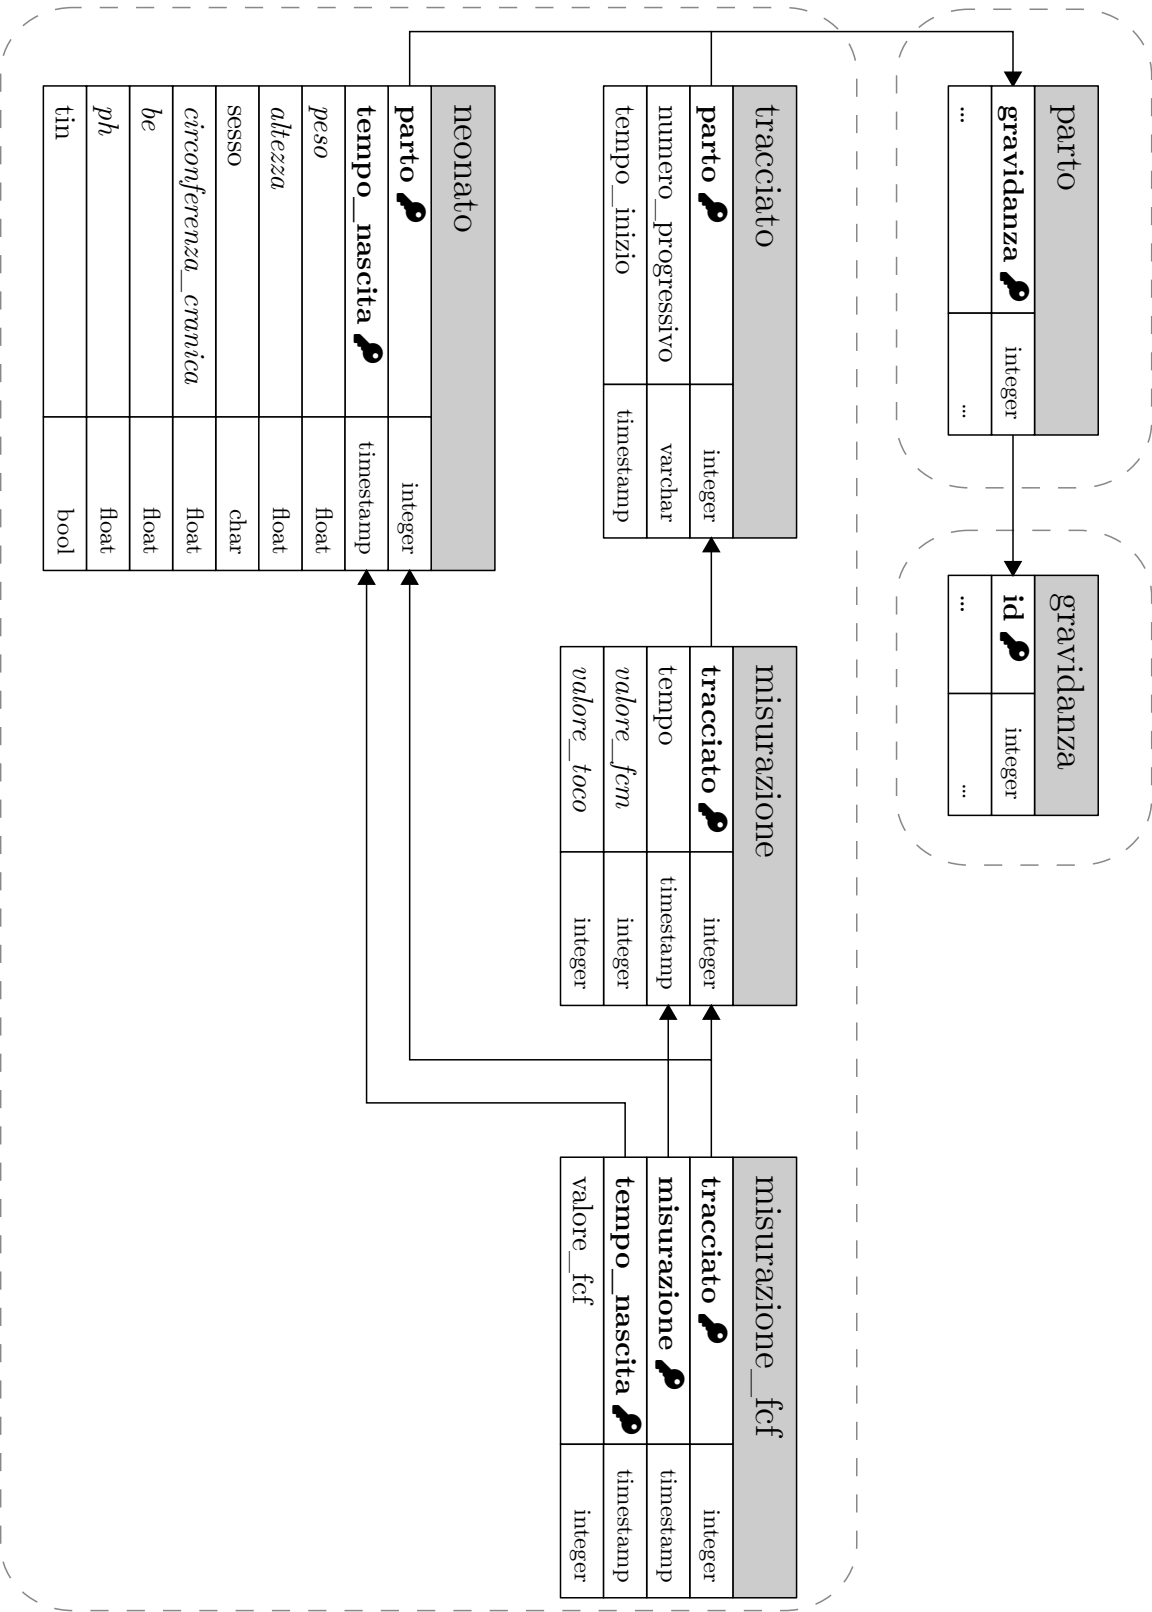 parto
gravidanza integer
... ...
gravidanza
id integer
... ...
tracciato
parto integer
numero_progressivo varchar
tempo_inizio timestamp
misurazione
tracciato integer
tempo timestamp
valore_fcm integer
valore_toco integer
misurazione_fcf
tracciato integer
misurazione timestamp
tempo_nascita timestamp
valore_fcf integer
neonato
parto integer
tempo_nascita timestamp
peso float
altezza float
sesso char
circonferenza_cranica float
be float
ph float
tin bool